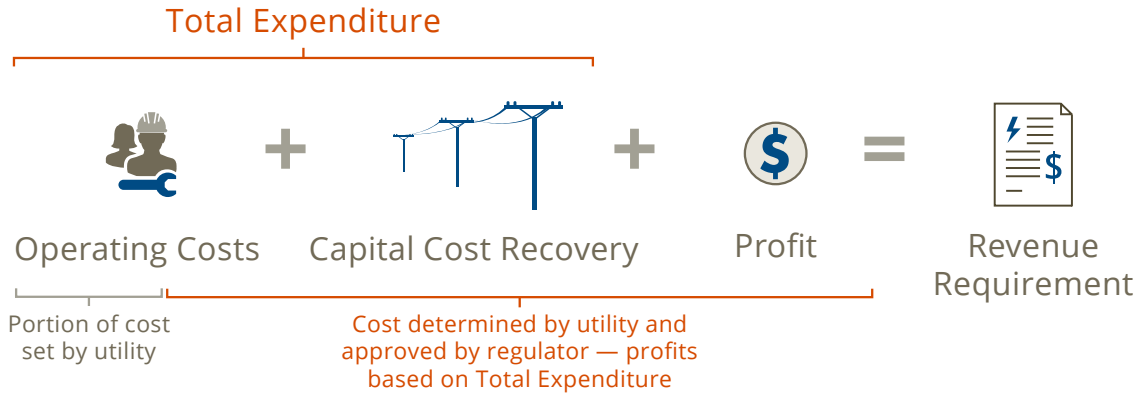 Total Expenditure
+
+
$
=
$
Operating Costs
Capital Cost Recovery
Profit
Revenue
Requirement
Portion of cost
set by utility
Cost determined by utility and
approved by regulator — profits
based on Total Expenditure